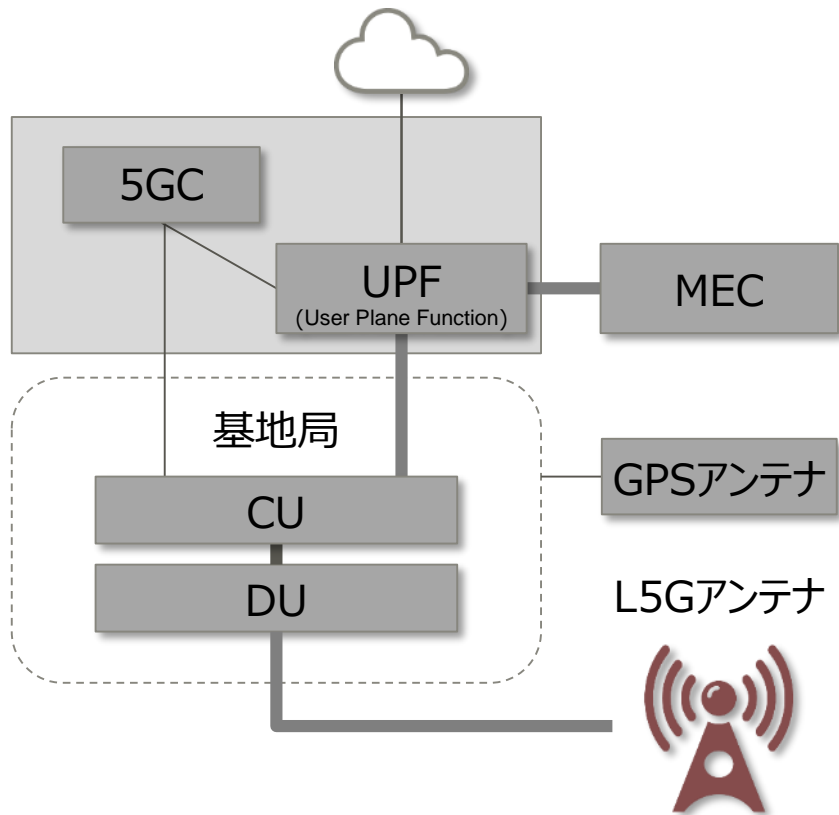 5GC
UPF
(User Plane Function)
MEC
基地局
CU
GPSアンテナ
DU
L5Gアンテナ